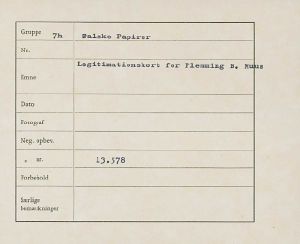 Gruppe 7h Falske Papirer
Nr.
Legitimationskort for Flemming B. Muus
Emne
Dato
Fotograf
Neg. opbev.
„ nr. 13.578
Forbehold
Særlige
bemærkninger